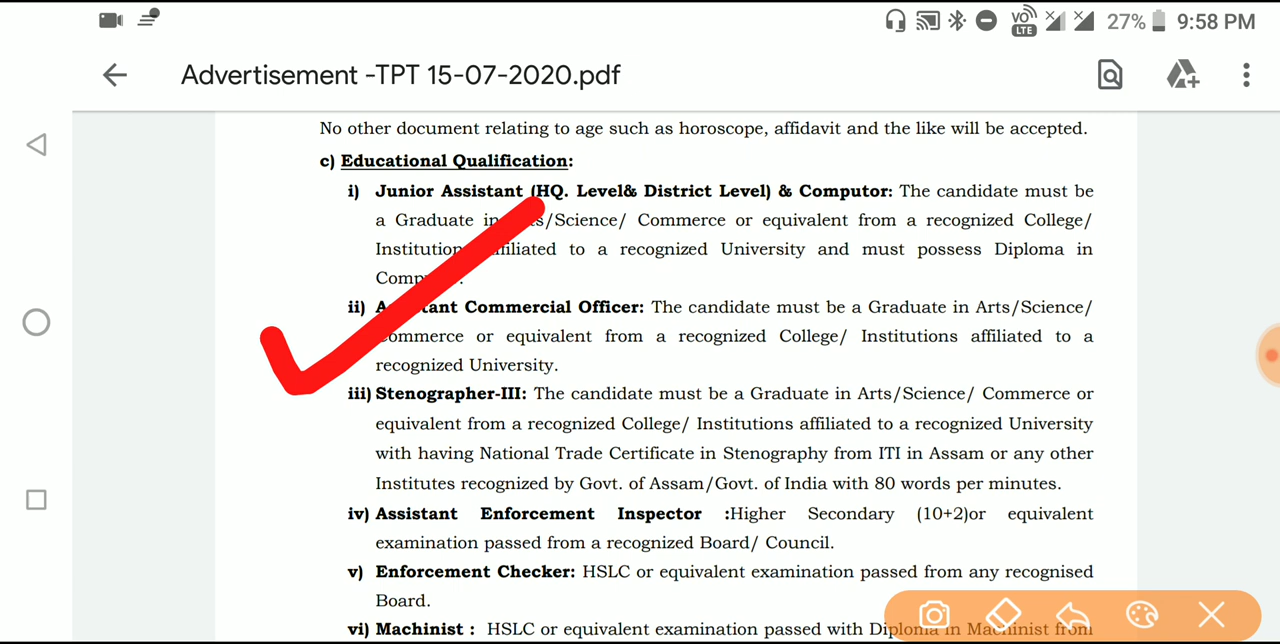 VO LTE 27% 9:58 PM
Advertisement -TPT 15-07-2020.pdf
No other document relating to age such as horoscope, affidavit and the like will be accepted.
c) Educational Qualification:
i) Junior Assistant (HQ. Level& District Level) & Computor: The candidate must be
a Graduate in /Science/ Commerce or equivalent from a recognized College/
Institution affiliated to a recognized University and must possess Diploma in
ii) Assistant Commercial Officer: The candidate must be a Graduate in Arts/Science/
Commerce or equivalent from a recognized College/ Institutions affiliated to a
recognized University.
iii) Stenographer-III: The candidate must be a Graduate in Arts/Science/ Commerce or
equivalent from a recognized College/ Institutions affiliated to a recognized University
with having National Trade Certificate in Stenography from ITI in Assam or any other
Institutes recognized by Govt. of Assam/Govt. of India with 80 words per minutes.
iv) Assistant Enforcement Inspector :Higher Secondary (10+2)or equivalent
examination passed from a recognized Board/ Council.
v) Enforcement Checker: HSLC or equivalent examination passed from any recognised
Board.
vi) Machinist : HSLC or equivalent examination passed with Diploma in Machinist from